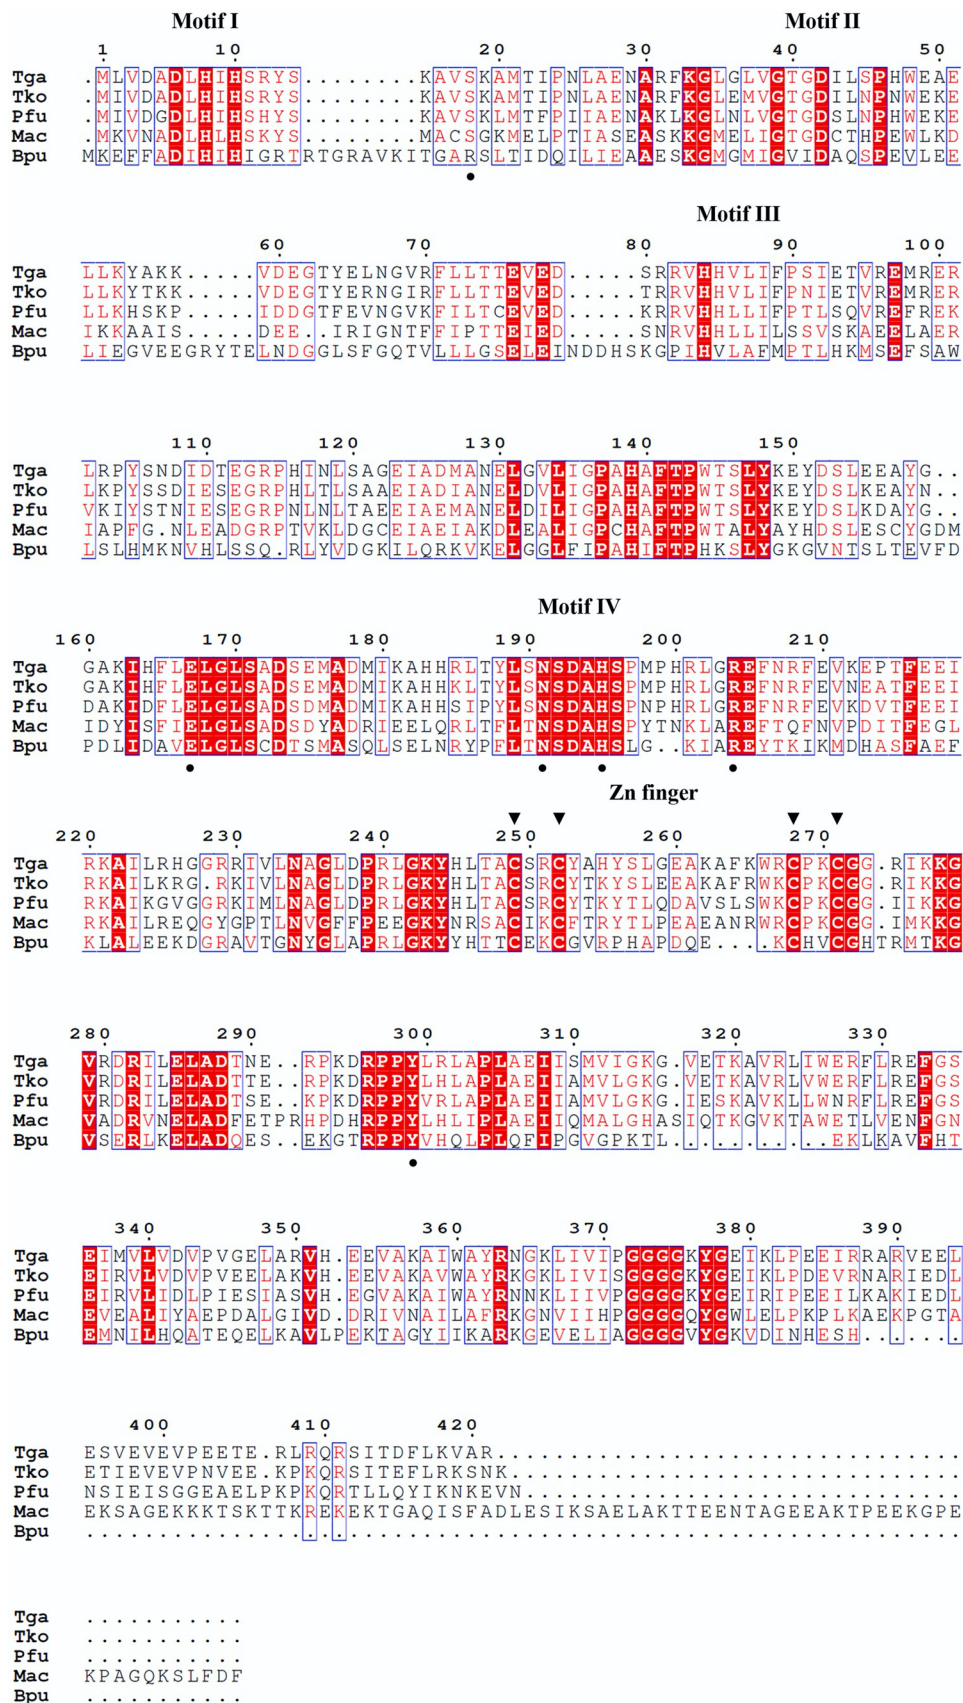 Motif I Motif II
1 10 20 30 40 50
Tga .MLVDADLHIHSRYS........KAVSKAMTIPNLAENARFKGLGLVGTGDILSPHWEAE
Tko .MIVDADLHIHSRYS........KAVSKAMTIPNLAENARFKGLEMVGTGDILNPNWEKE
Pfu .MIVDGDLHIHSHYS........KAVSKLMTFPIIAENAKLKGLNLVGTGDSLNPHWEKE
Mac .MKVNADLHLHSKYS........MACSGKMELPTIASEASKKGMELIGTGDCTHPEWLKD
Bpu MKEFFADIHIHIGRTRTGRAVKITGARSLTIDQILIEAAESKGMGMIGVIDAQSPEVLEE
Motif III
60 70 80 90 100
Tga LLKYAKK.....VDEGTYELNGVRFLLTTEVED.....SRRVHHVLIFPSIETVREMRER
Tko LLKYTKK.....VDEGTYERNGIRFLLTTEVED.....TRRVHHVLIFPNIETVREMRER
Pfu LLKHSKP.....IDDGTFEVNGVKFILTCEVED.....KRRVHHLLIFPTLSQVREFREK
Mac IKKAAIS.....DEE..IRIGNTFFIPTTEIED.....SNRVHHLLILSSVSKAEELAER
Bpu LIEGVEEGRYTELNDGGLSFGQTVLLLGSELEINDDHSKGPIHVLAFMPTLHKMSEFSAW
110 120 130 140 150
Tga LRPYSNDIDTEGRPHINLSAGEIADMANELGVLIGPAHAFTPWTSLYKEYDSLEEAYG..
Tko LKPYSSDIESEGRPHLTLSAAEIADIANELDVLIGPAHAFTPWTSLYKEYDSLKEAYN..
Pfu VKIYSTNIESEGRPNLNLTAEEIAEMANELDILIGPAHAFTPWTSLYKEYDSLKDAYG..
Mac IAPFG.NLEADGRPTVKLDGCEIAEIAKDLEALIGPCHAFTPWTALYAYHDSLESCYGDM
Bpu LSLHMKNVHLSSQ.RLYVDGKILQRKVKELGGLFIPAHIFTPHKSLYGKGVNTSLTEVFD
Motif IV
160 170 180 190 200 210
Tga GAKIHFLELGLSADSEMADMIKAHHRLTYLSNSDAHSPMPHRLGREFNRFEVKEPTFEEI
Tko GAKIHFLELGLSADSEMADMIKAHHKLTYLSNSDAHSPMPHRLGREFNRFEVNEATFEEI
Pfu DAKIDFLELGLSADSDMADMIKAHHSIPYLSNSDAHSPMPHRLGREFNRFEVKDVTFEEI
Mac IDYISFIELGLSADSDYADRIEELQRLTFLTNSDAHSPYTNKLAREFTQFNVPDITFEGL
Bpu PDLIDAVELGLSCDTSMASQLSELNRYPFLTNSDAHSLG..KIAREYTKIKMDHASFAEF
Zn finger
220 230 240 250 260 270
Tga RKAILRHGGRRIVLNAGLDPRLGKYHLTACSRCYAHYSLGEAKAFKWRCPKCGG.RIKKG
Tko RKAILKRG.RKIVLNAGLDPRLGKYHLTACSRCYTKYSLEEAKAFRWKCPKCGG.RIKKG
Pfu RKAIKGVGGRKIMLNAGLDPRLGKYHLTACSRCYTKYTLQDAVSLSWKCPKCGG.RIKKG
Mac RKAILREQGYGPTLNVGFFPEEGKYNRSACIKCFTRYTLPEAEANRWRCPKCGG.IIKKG
Bpu KLALEEKDGRAVTGNYGLAPRLGKYYHTTCEKCGVRPHAPDQE....KCHVCGHTRMTKG
280 290 300 310 320 330
Tga VRDRILELADTNE..RPKDRPPYLRLAPLAEIISMVLGKG.VETKAVRLIWERFLREFGS
Tko VRDRILELADTTE..RPKDRPPYLHLAPLAEIIAMVLGKG.VETKAVRLVWERFLREFGS
Pfu VRDRILELADTSE..KPKDRPPYVRLAPLAEIIAMVLGKG.IESKAVKLLWNRFLREFGS
Mac VADRVNELADFETPRHPDHRPPYLHLIPLAEIIQMALGHASIQTKGVKTAWETLVENFGN
Bpu VSERLKELADQES..EKGTRPPYVHQLPLQFIPGVGPKTL...........EKLKAVFHT
340 350 360 370 380 390
Tga EIMVLVDVPVGELARVH.EEVAKAIWAYRNGKLIVIPGGGGKYGEIKLPEEIRRARVEEL
Tko EIRVLVDVPVEELAKVH.EEVAKAVWAYRKGKLIVISGGGGKYGEIKLPDEVRNARIEDL
Pfu EIRVLIDLPIESIASVH.EGVAKAIWAYRNNKLIIVPGGGGKYGEIRIPEEILKAKIEDL
Mac EVEALIYAEPDALGIVD.DRIVNAILAFRKGNVIIHPGGGGQYGWLELPKPLKAEKPGTA
Bpu EMNILHQATEQELKAVLPEKTAGYIIKARKGEVELIAGGGGVYGKVDINHESH.......
400 410 420
Tga ESVEVEVPEETE.RLRQRSITDFLKVAR................................
Tko ETIEVEVPNVEE.KPKQRSITEFLRKSNK...............................
Pfu NSIEISGGEAELPKPKQRTLLQYIKNKEVN..............................
Mac EKSAGEKKKTSKTTKREKEKTGAQISFADLESIKSAELAKTTEENTAGEEAKTPEEKGPE
Bpu ............................................................
Tga ...........
Tko ...........
Pfu ...........
Mac KPAGQKSLFDF
Bpu ...........